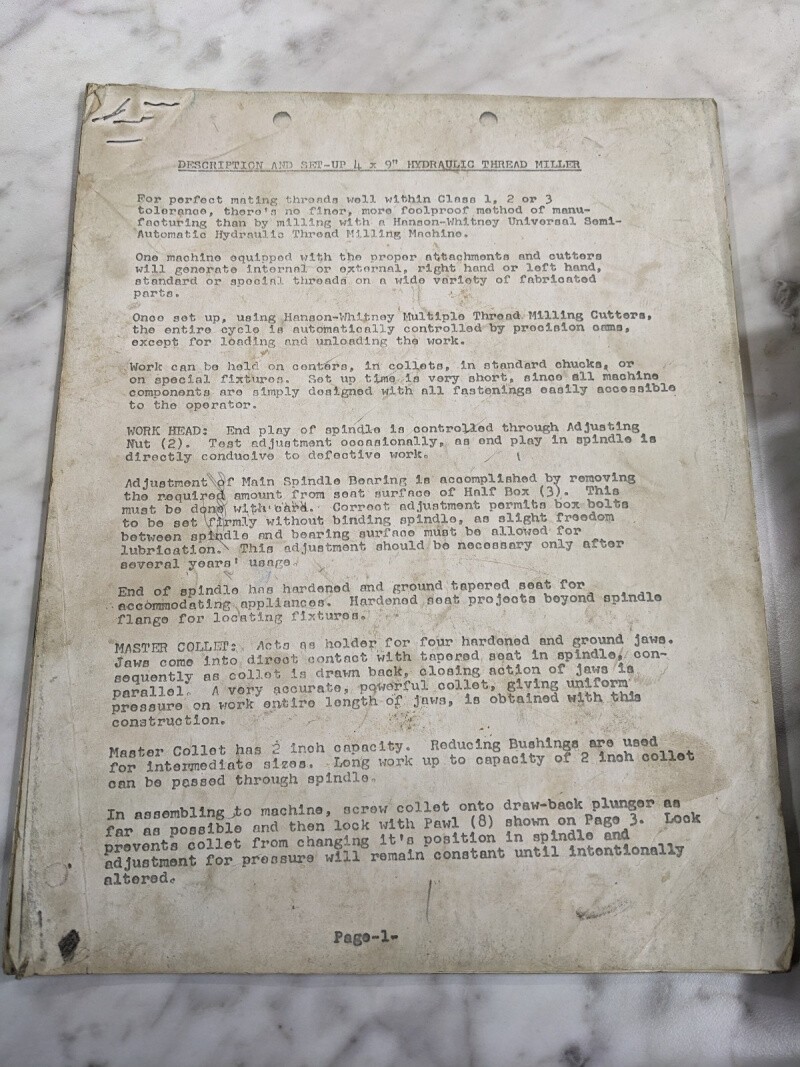 DESCRIPTION AND SET-UP 4 x 9" HYDRAULIC THREAD MILLER
For perfect mating threads well within Class 1, 2 or 3
tolerance, there's no finer, more foolproof method of manu-
facturing than by milling with a Hanson-Whitney Universal Semi-
Automatic Hydraulic Thread Milling Machine.
One machine equipped with the proper attachments and cutters
will generate internal or external, right hand or left hand,
standard or special threads on a wide variety of fabricated
parts.
Once set up, using Hanson-Whitney Multiple Thread Milling Cutters,
the entire cycle is automatically controlled by precision cams,
except for loading and unloading the work.
Work can be held on centers, in collets, in standard chucks, or
on special fixtures. Set up time is very short, since all machine
components are simply designed with all fastenings easily accessible
to the operator.
WORK HEAD: End play of spindle is controlled through Adjusting
Nut (2). Test adjustment occasionally, as end play in spindle is
directly conducive to defective work.
Adjustment of Main Spindle Bearing is accomplished by removing
the required amount from seat surface of Half Box (3). This
must be done with card. Correct adjustment permits box bolts
to be set firmly without binding spindle, as slight freedom
between spindle and bearing surface must be allowed for
lubrication. This adjustment should be necessary only after
several years' usage.
End of spindle has hardened and ground tapered seat for
accommodating appliances. Hardened seat projects beyond spindle
flange for locating fixtures.
MASTER COLLET: Acts as holder for four hardened and ground jaws.
Jaws come into direct contact with tapered seat in spindle, con-
sequently as collet is drawn back, closing action of jaws is
parallel. A very accurate, powerful collet, giving uniform
pressure on work entire length of jaws, is obtained with this
construction.
Master Collet has 2 inch capacity. Reducing Bushings are used
for intermediate sizes. Long work up to capacity of 2 inch collet
can be passed through spindle.
In assembling to machine, screw collet onto draw-back plunger as
far as possible and then lock with Pawl (8) shown on Page 3. Lock
prevents collet from changing it's position in spindle and
adjustment for pressure will remain constant until intentionally
altered.
Page-1-